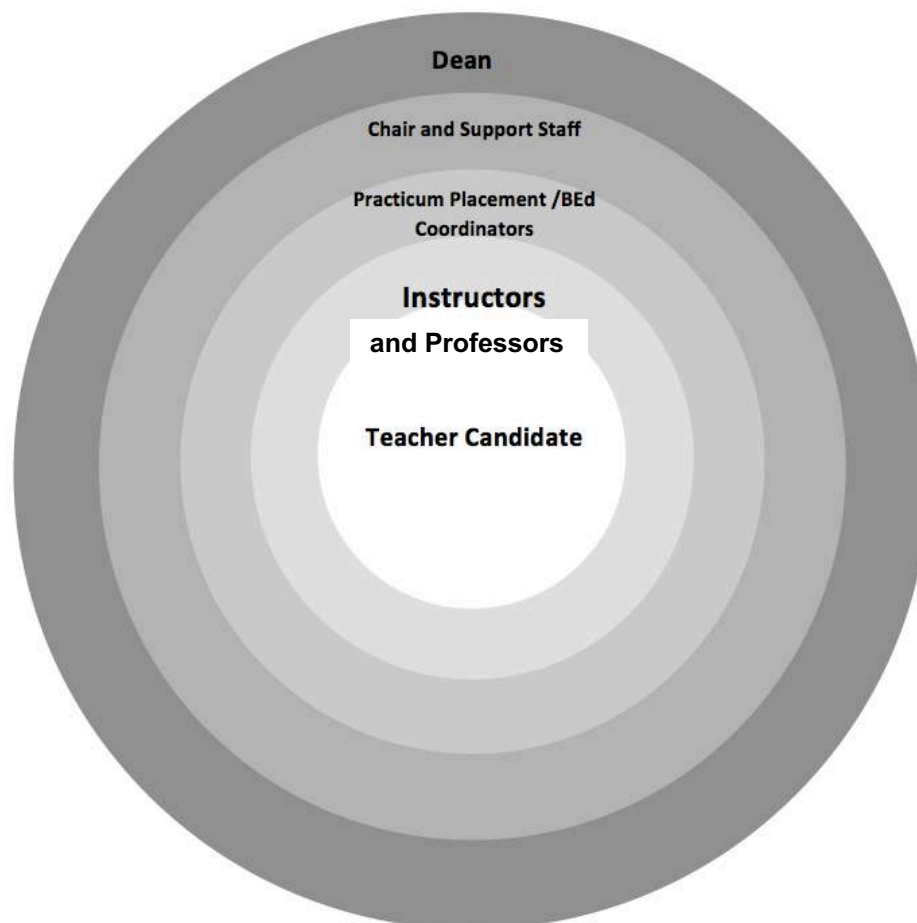 Dean
Chair and Support Staff
Practicum Placement /BEd
Coordinators
Instructors
and Professors
Teacher Candidate